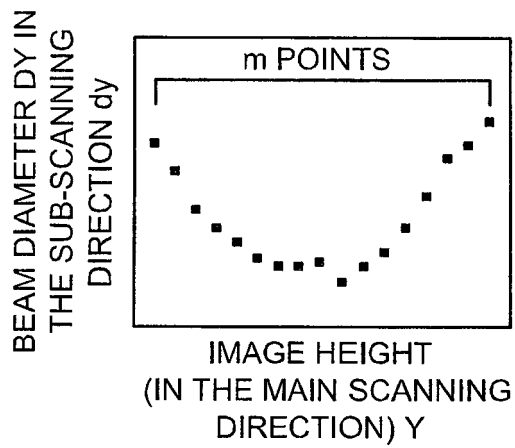 BEAM DIAMETER DY IN
THE SUB-SCANNING
DIRECTION dy
m POINTS
IMAGE HEIGHT
(IN THE MAIN SCANNING
DIRECTION) Y